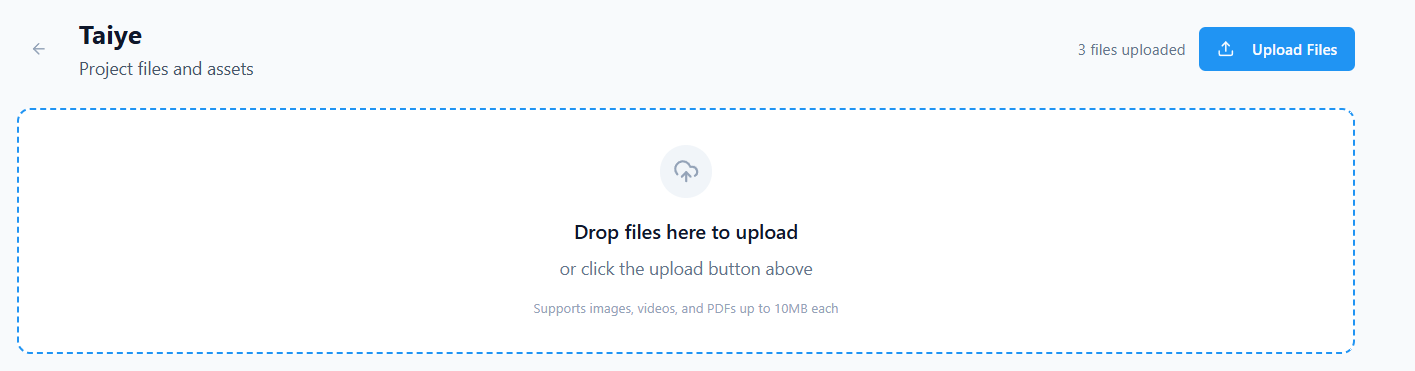 Taiye
Project files and assets
3 files uploaded
Upload Files
Drop files here to upload
or click the upload button above
Supports images, videos, and PDFs up to 10MB each